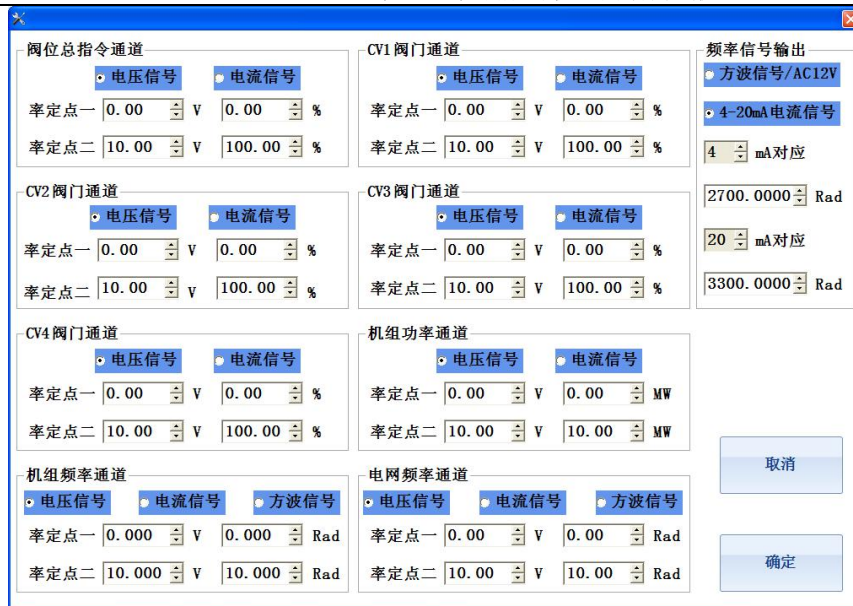 阀位总指令通道
电压信号 电流信号
率定点一 0.00 V 0.00 %
率定点二 10.00 V 100.00 %
CV1阀门通道
电压信号 电流信号
率定点一 0.00 V 0.00 %
率定点二 10.00 V 100.00 %
频率信号输出
方波信号/AC12V
4-20mA电流信号
4 mA对应
2700.0000 Rad
20 mA对应
3300.0000 Rad
CV2阀门通道
电压信号 电流信号
率定点一 0.00 V 0.00 %
率定点二 10.00 V 100.00 %
CV3阀门通道
电压信号 电流信号
率定点一 0.00 V 0.00 %
率定点二 10.00 V 100.00 %
CV4阀门通道
电压信号 电流信号
率定点一 0.00 V 0.00 %
率定点二 10.00 V 100.00 %
机组功率通道
电压信号 电流信号
率定点一 0.00 V 0.00 MW
率定点二 10.00 V 10.00 MW
机组频率通道
电压信号 电流信号 方波信号
率定点一 0.000 V 0.000 Rad
率定点二 10.000 V 10.000 Rad
电网频率通道
电压信号 电流信号 方波信号
率定点一 0.00 V 0.00 Rad
率定点二 10.00 V 10.00 Rad
取消
确定